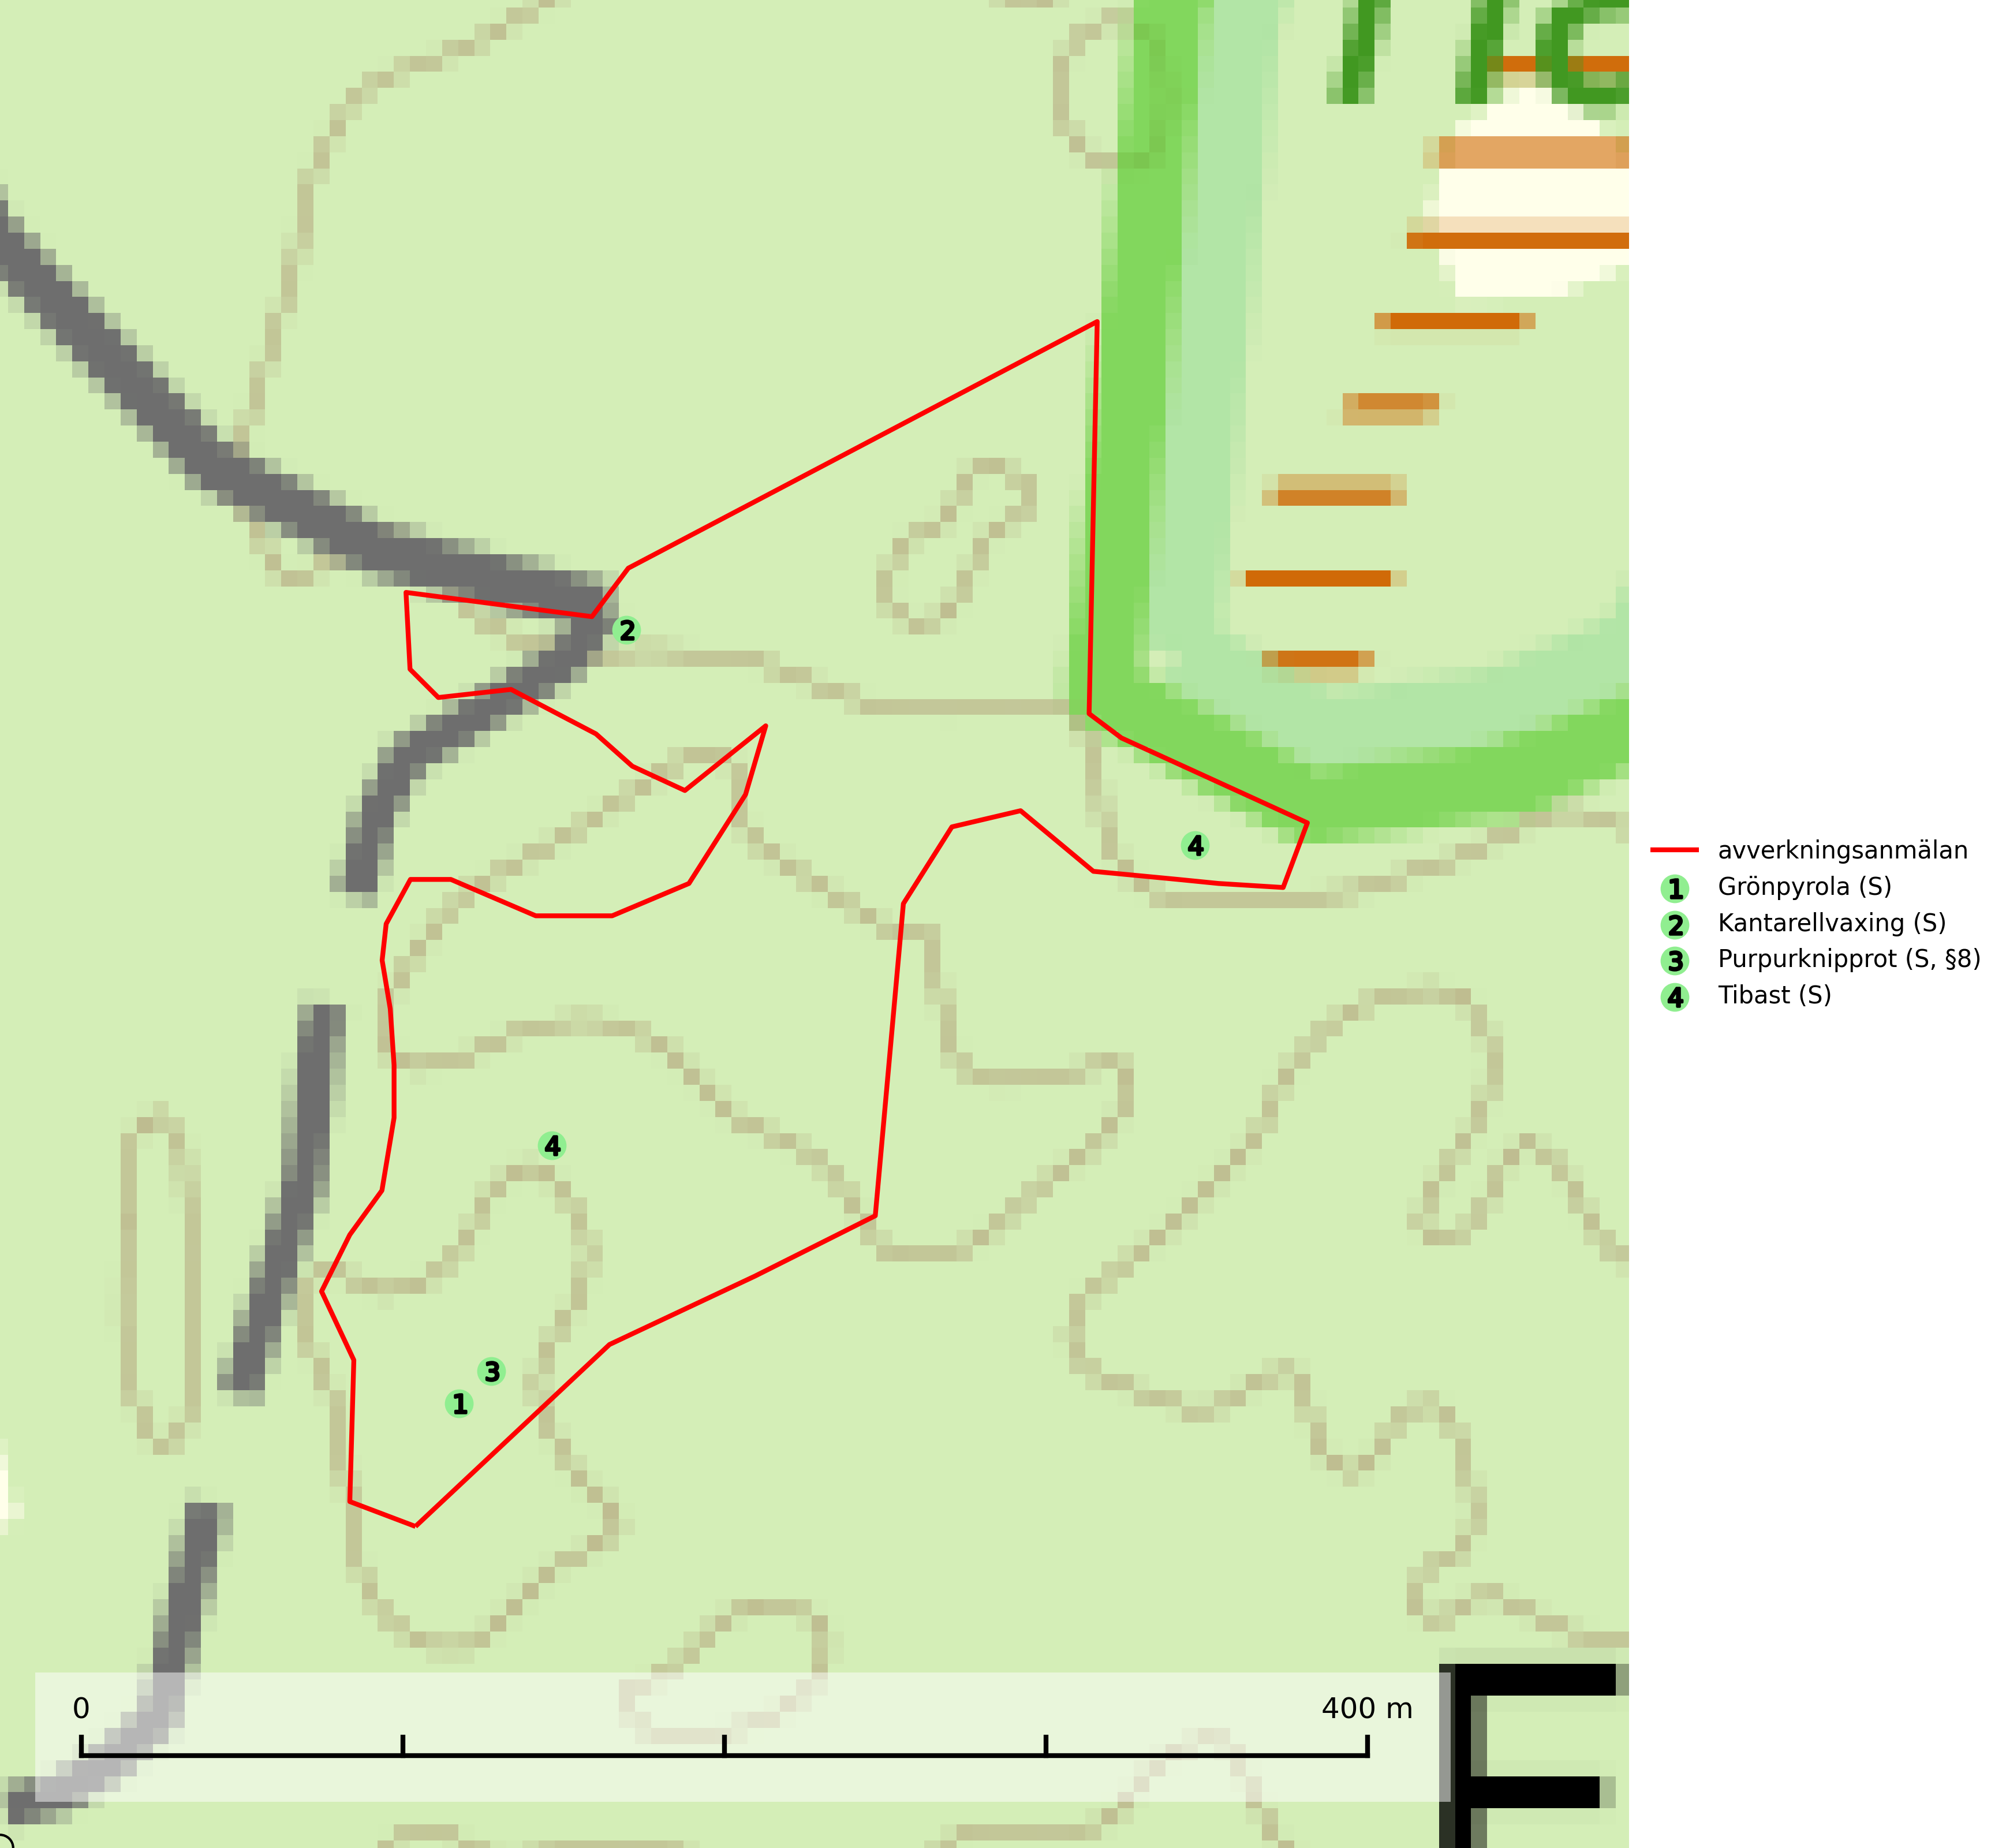 2
4
4
3
1
0
400 m
F
avverkningsanmälan
1 Grönpyrola (S)
2 Kantarellvaxing (S)
3 Purpurknipprot (S, §8)
4 Tibast (S)